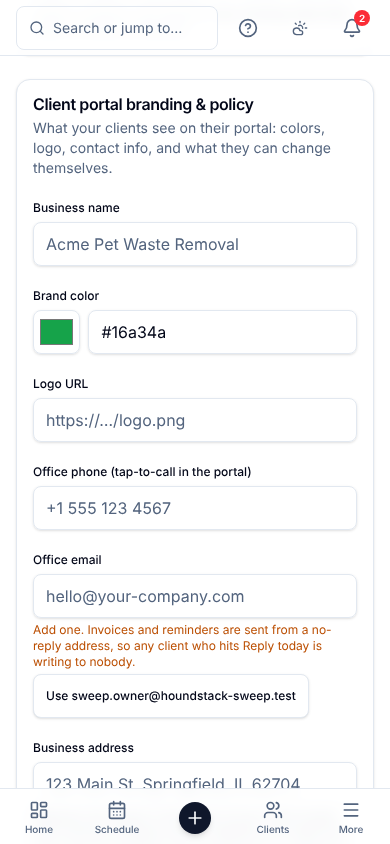 Search or jump to...
2
Client portal branding & policy
What your clients see on their portal: colors,
logo, contact info, and what they can change
themselves.
Business name
Acme Pet Waste Removal
Brand color
#16a34a
Logo URL
https://.../logo.png
Office phone (tap-to-call in the portal)
+1 555 123 4567
Office email
hello@your-company.com
Add one. Invoices and reminders are sent from a no-
reply address, so any client who hits Reply today is
writing to nobody.
Use sweep.owner@houndstack-sweep.test
Business address
123 Main St, Springfield, IL 62704
Home
Schedule
Clients
More